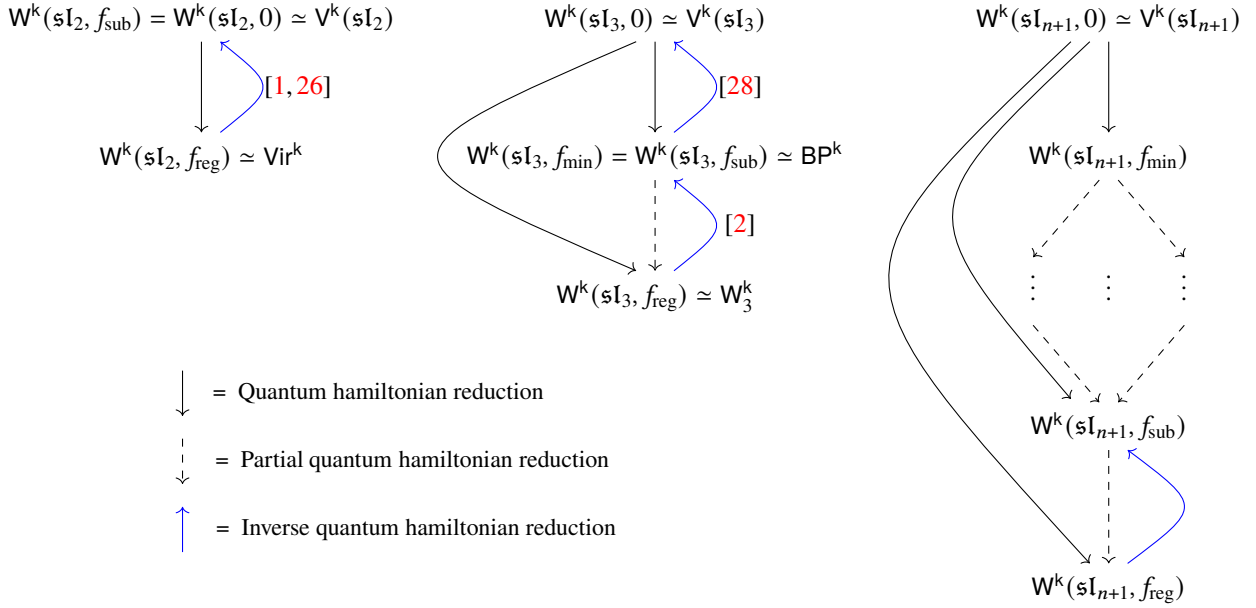 W^k(𝔰𝔩_2, f_sub) = W^k(𝔰𝔩_2, 0) ≃ V^k(𝔰𝔩_2)
[1, 26]
W^k(𝔰𝔩_2, f_reg) ≃ Vir^k
W^k(𝔰𝔩_3, 0) ≃ V^k(𝔰𝔩_3)
[28]
W^k(𝔰𝔩_3, f_min) = W^k(𝔰𝔩_3, f_sub) ≃ BP^k
[2]
W^k(𝔰𝔩_3, f_reg) ≃ W_3^k
W^k(𝔰𝔩_{n+1}, 0) ≃ V^k(𝔰𝔩_{n+1})
W^k(𝔰𝔩_{n+1}, f_min)
⋮ ⋮ ⋮
W^k(𝔰𝔩_{n+1}, f_sub)
W^k(𝔰𝔩_{n+1}, f_reg)
= Quantum hamiltonian reduction
= Partial quantum hamiltonian reduction
= Inverse quantum hamiltonian reduction